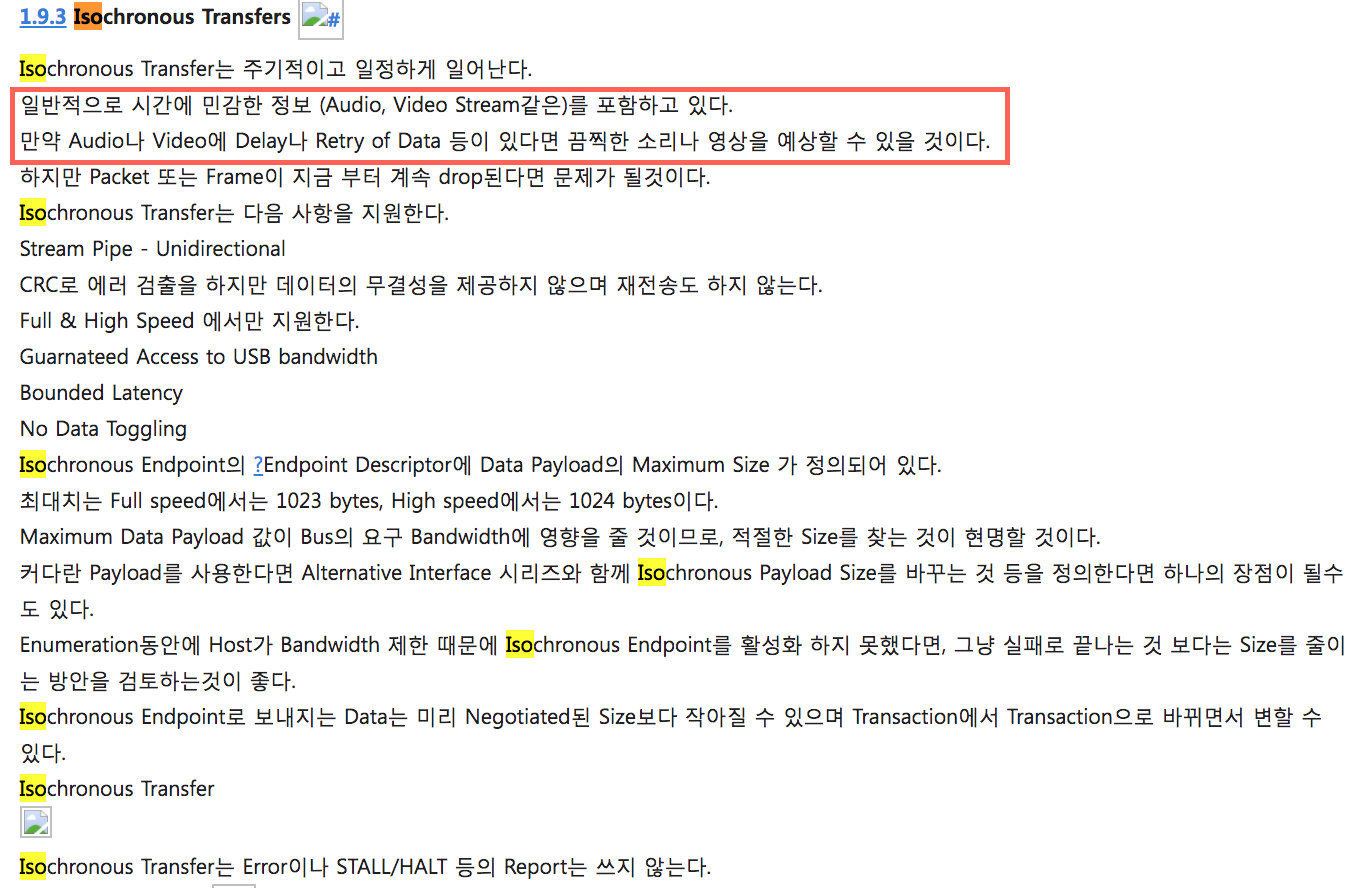 1.9.3 Isochronous Transfers #
Isochronous Transfer는 주기적이고 일정하게 일어난다.
일반적으로 시간에 민감한 정보 (Audio, Video Stream같은)를 포함하고 있다.
만약 Audio나 Video에 Delay나 Retry of Data 등이 있다면 끔찍한 소리나 영상을 예상할 수 있을 것이다.
하지만 Packet 또는 Frame이 지금 부터 계속 drop된다면 문제가 될것이다.
Isochronous Transfer는 다음 사항을 지원한다.
Stream Pipe - Unidirectional
CRC로 에러 검출을 하지만 데이터의 무결성을 제공하지 않으며 재전송도 하지 않는다.
Full & High Speed 에서만 지원한다.
Guarnateed Access to USB bandwidth
Bounded Latency
No Data Toggling
Isochronous Endpoint의 ?Endpoint Descriptor에 Data Payload의 Maximum Size 가 정의되어 있다.
최대치는 Full speed에서는 1023 bytes, High speed에서는 1024 bytes이다.
Maximum Data Payload 값이 Bus의 요구 Bandwidth에 영향을 줄 것이므로, 적절한 Size를 찾는 것이 현명할 것이다.
커다란 Payload를 사용한다면 Alternative Interface 시리즈와 함께 Isochronous Payload Size를 바꾸는 것 등을 정의한다면 하나의 장점이 될수
도 있다.
Enumeration동안에 Host가 Bandwidth 제한 때문에 Isochronous Endpoint를 활성화 하지 못했다면, 그냥 실패로 끝나는 것 보다는 Size를 줄이
는 방안을 검토하는것이 좋다.
Isochronous Endpoint로 보내지는 Data는 미리 Negotiated된 Size보다 작아질 수 있으며 Transaction에서 Transaction으로 바뀌면서 변할 수
있다.
Isochronous Transfer
Isochronous Transfer는 Error이나 STALL/HALT 등의 Report는 쓰지 않는다.